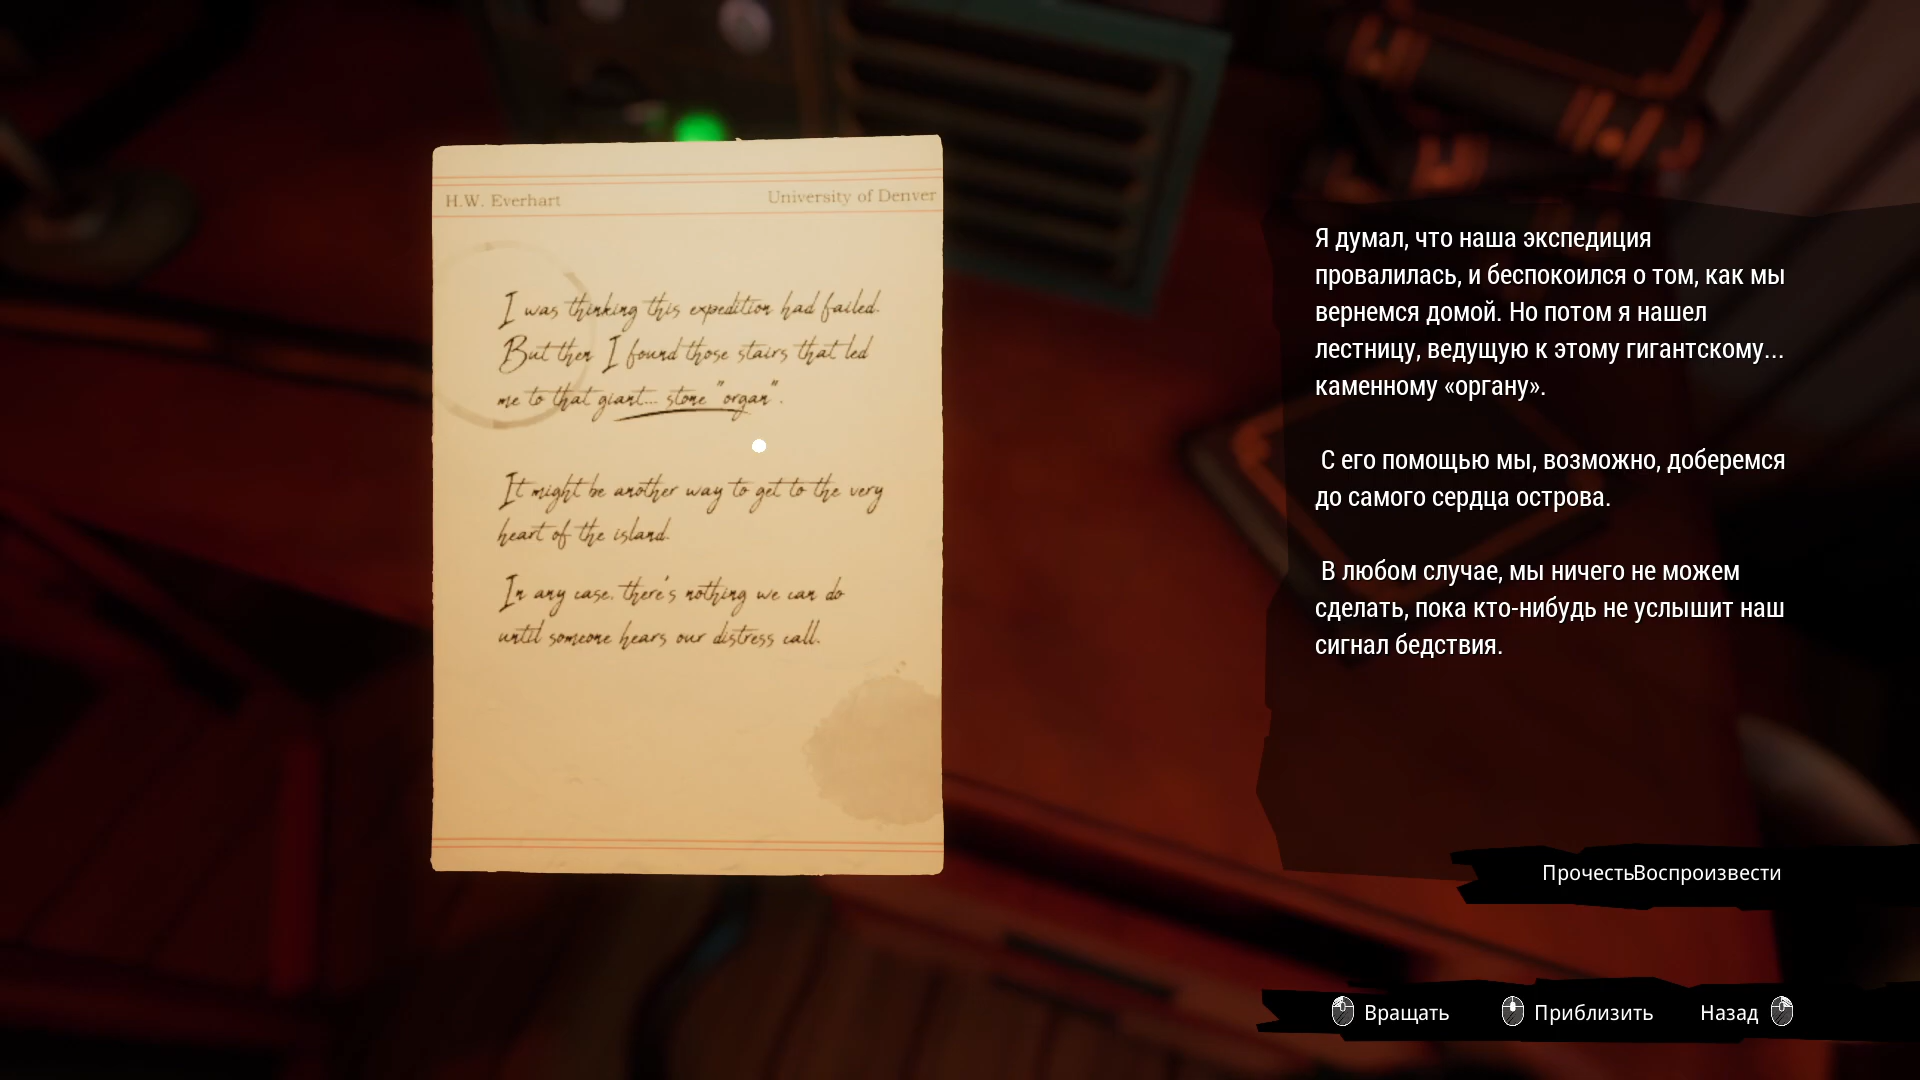 H.W. Everhart
University of Denver
I was thinking this expedition had failed.
But then I found those stairs that led
me to that giant... stone "organ".
It might be another way to get to the very
heart of the island.
In any case, there's nothing we can do
until someone hears our distress call.
Я думал, что наша экспедиция
провалилась, и беспокоился о том, как мы
вернемся домой. Но потом я нашел
лестницу, ведущую к этому гигантскому...
каменному «органу».
С его помощью мы, возможно, доберемся
до самого сердца острова.
В любом случае, мы ничего не можем
сделать, пока кто-нибудь не услышит наш
сигнал бедствия.
ПрочестьВоспроизвести
Вращать
Приблизить
Назад